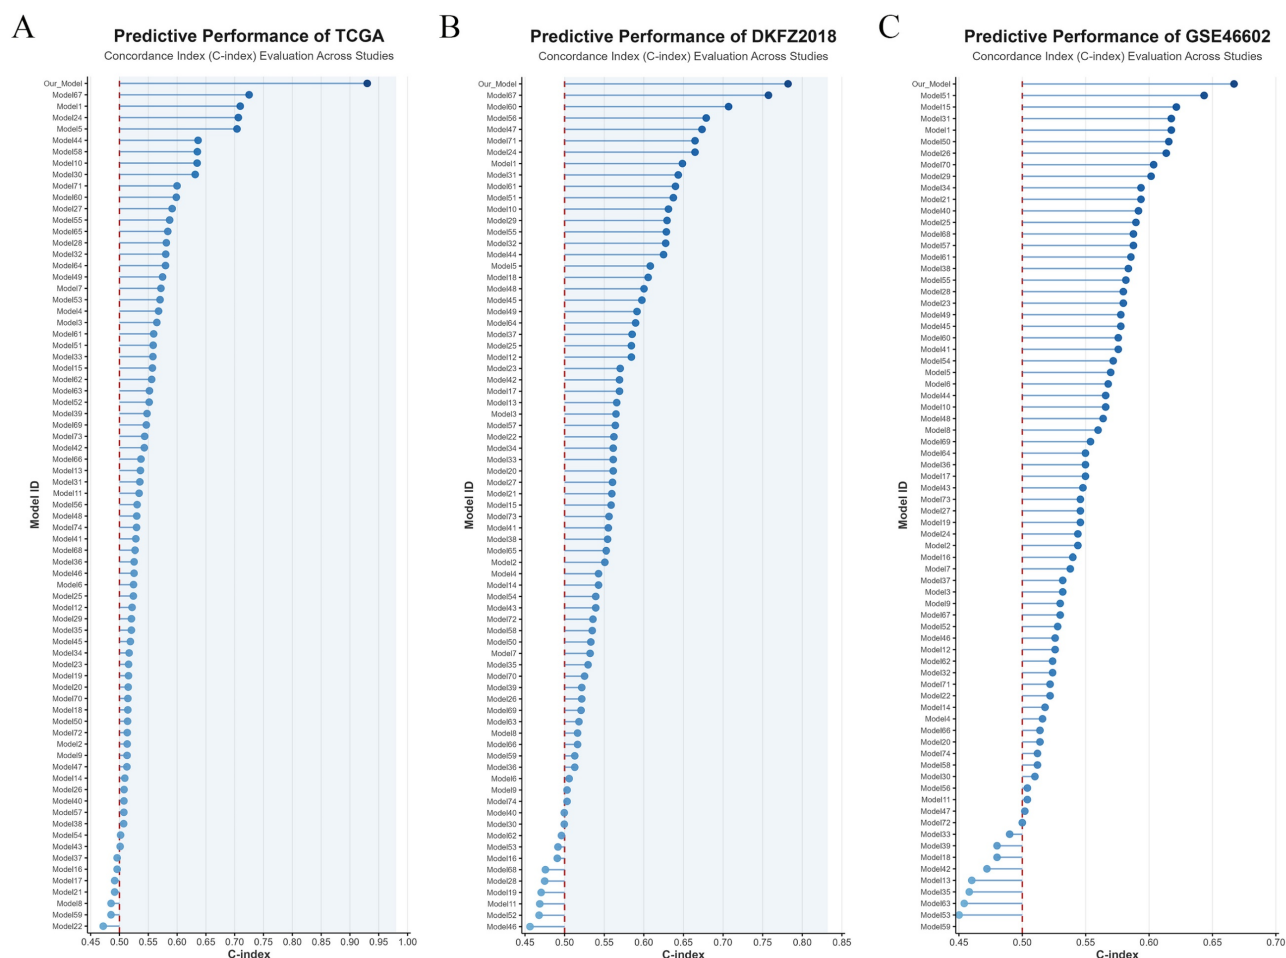 A
Predictive Performance of TCGA
Concordance Index (C-index) Evaluation Across Studies
Our_Model
Model67
Model1
Model24
Model5
Model44
Model58
Model10
Model30
Model71
Model60
Model27
Model55
Model65
Model28
Model32
Model64
Model49
Model7
Model53
Model4
Model3
Model61
Model51
Model33
Model15
Model62
Model63
Model52
Model39
Model69
Model73
Model42
Model66
Model13
Model31
Model11
Model56
Model48
Model74
Model41
Model68
Model36
Model46
Model6
Model25
Model12
Model29
Model35
Model45
Model34
Model23
Model19
Model20
Model70
Model18
Model50
Model72
Model2
Model9
Model47
Model14
Model26
Model40
Model57
Model38
Model54
Model43
Model37
Model16
Model17
Model21
Model8
Model59
Model22
Model ID
0.45 0.50 0.55 0.60 0.65 0.70 0.75 0.80 0.85 0.90 0.95 1.00
C-index
B
Predictive Performance of DKFZ2018
Concordance Index (C-index) Evaluation Across Studies
Our_Model
Model67
Model60
Model56
Model47
Model71
Model24
Model1
Model31
Model61
Model51
Model10
Model29
Model55
Model32
Model44
Model5
Model18
Model48
Model45
Model49
Model64
Model37
Model25
Model12
Model23
Model42
Model17
Model13
Model3
Model57
Model22
Model34
Model33
Model20
Model27
Model21
Model15
Model73
Model41
Model38
Model65
Model2
Model4
Model14
Model54
Model43
Model72
Model58
Model50
Model7
Model35
Model70
Model39
Model26
Model69
Model63
Model8
Model66
Model59
Model36
Model6
Model9
Model74
Model40
Model30
Model62
Model53
Model16
Model68
Model28
Model19
Model11
Model52
Model46
Model ID
0.45 0.50 0.55 0.60 0.65 0.70 0.75 0.80 0.85
C-index
C
Predictive Performance of GSE46602
Concordance Index (C-index) Evaluation Across Studies
Our_Model
Model51
Model15
Model31
Model1
Model50
Model26
Model70
Model29
Model34
Model21
Model40
Model25
Model68
Model57
Model61
Model38
Model55
Model28
Model23
Model49
Model45
Model60
Model41
Model54
Model5
Model6
Model44
Model10
Model48
Model8
Model69
Model64
Model36
Model17
Model43
Model73
Model27
Model19
Model24
Model2
Model16
Model7
Model37
Model3
Model9
Model67
Model52
Model46
Model12
Model62
Model32
Model71
Model22
Model14
Model4
Model66
Model20
Model74
Model58
Model30
Model56
Model11
Model47
Model72
Model33
Model39
Model18
Model42
Model13
Model35
Model63
Model53
Model59
Model ID
0.45 0.50 0.55 0.60 0.65 0.70
C-index